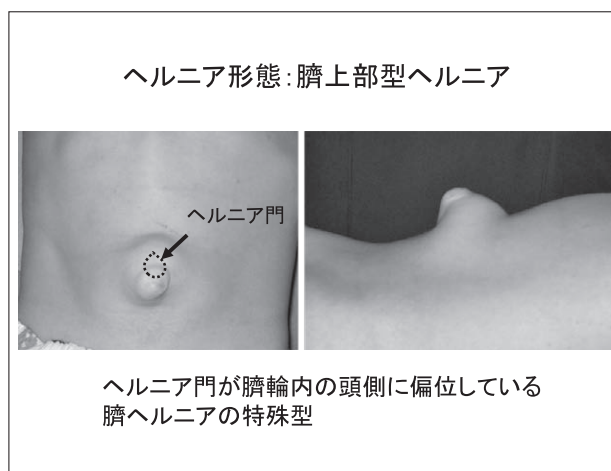 ヘルニア形態：臍上部型ヘルニア
ヘルニア門
ヘルニア門が臍輪内の頭側に偏位している
臍ヘルニアの特殊型